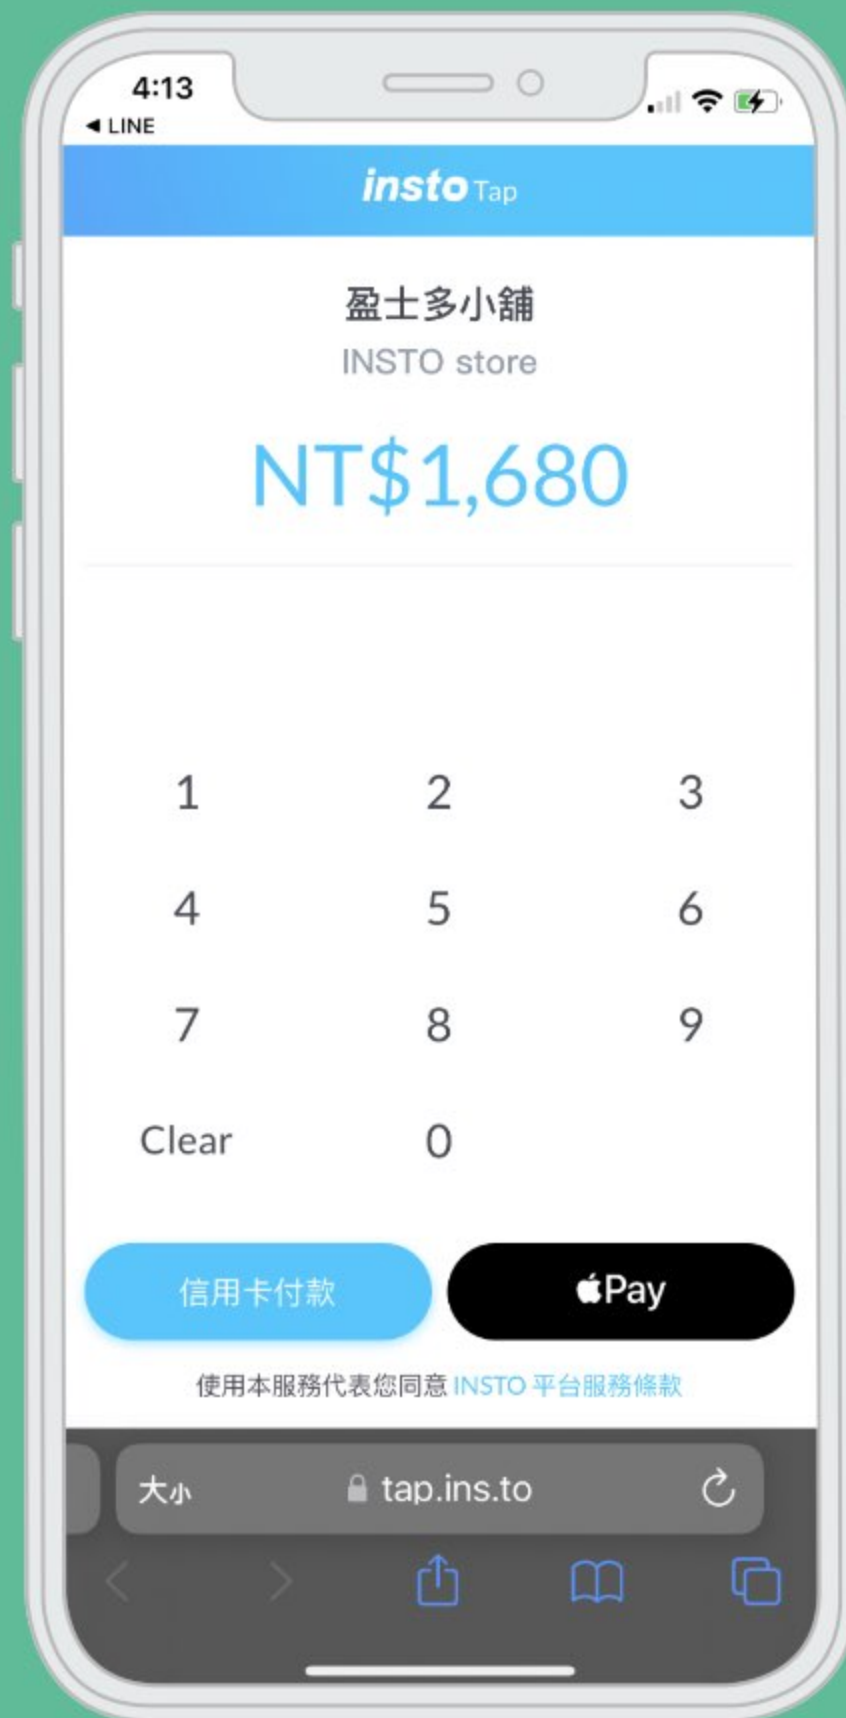 4:13
◀ LINE
insto Tap
盈士多小舖
INSTO store
NT$1,680
1 2 3
4 5 6
7 8 9
Clear 0
信用卡付款 Pay
使用本服務代表您同意 INSTO 平台服務條款
大小 tap.ins.to